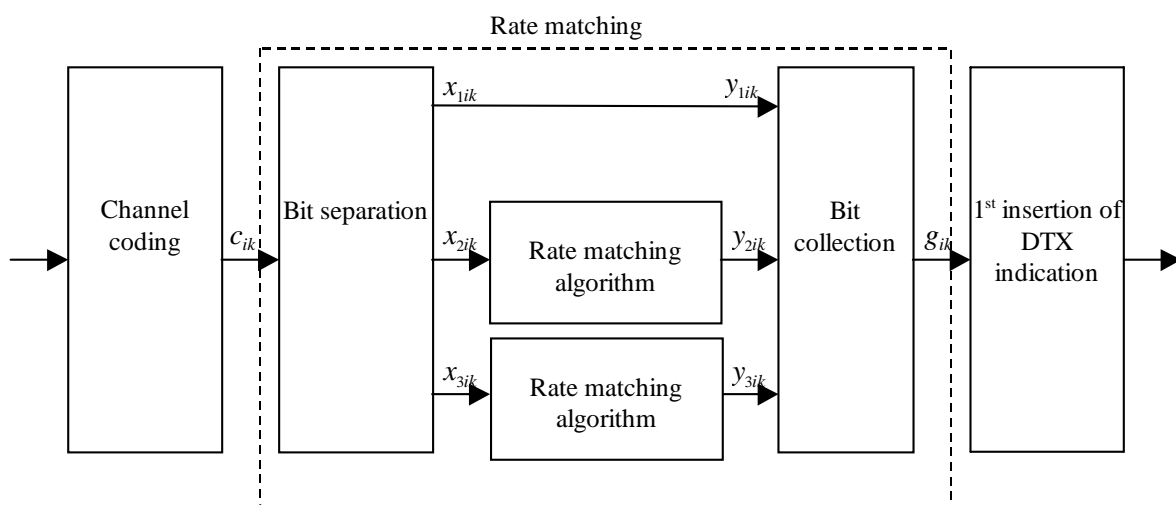 Rate matching
Channel
coding
c_ik
Bit separation
x_1ik
x_2ik
x_3ik
Rate matching
algorithm
Rate matching
algorithm
y_1ik
y_2ik
y_3ik
Bit
collection
g_ik
1st insertion of
DTX
indication